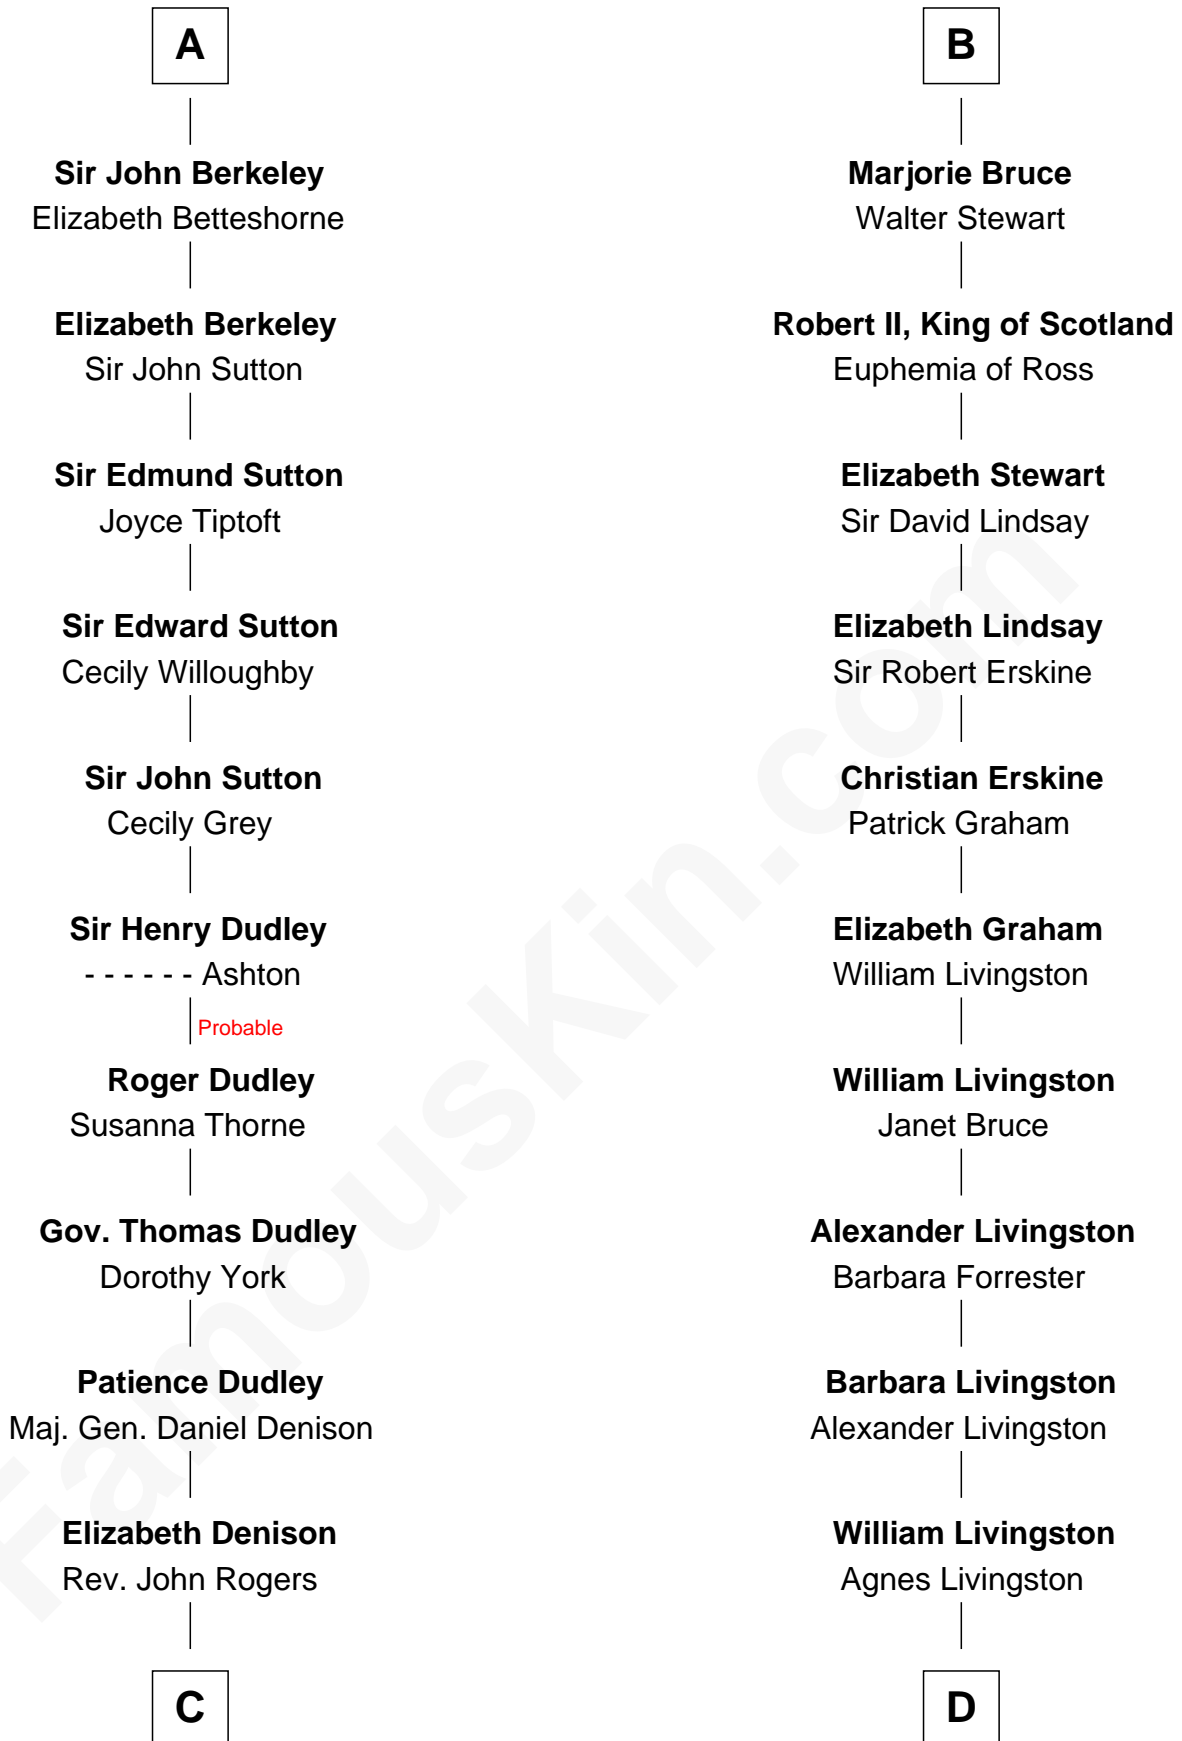 A
Sir John Berkeley
Elizabeth Betteshorne
Elizabeth Berkeley
Sir John Sutton
Sir Edmund Sutton
Joyce Tiptoft
Sir Edward Sutton
Cecily Willoughby
Sir John Sutton
Cecily Grey
Sir Henry Dudley
- - - - - - Ashton
Probable
Roger Dudley
Susanna Thorne
Gov. Thomas Dudley
Dorothy York
Patience Dudley
Maj. Gen. Daniel Denison
Elizabeth Denison
Rev. John Rogers
C
B
Marjorie Bruce
Walter Stewart
Robert II, King of Scotland
Euphemia of Ross
Elizabeth Stewart
Sir David Lindsay
Elizabeth Lindsay
Sir Robert Erskine
Christian Erskine
Patrick Graham
Elizabeth Graham
William Livingston
William Livingston
Janet Bruce
Alexander Livingston
Barbara Forrester
Barbara Livingston
Alexander Livingston
William Livingston
Agnes Livingston
D
FamousKin.com